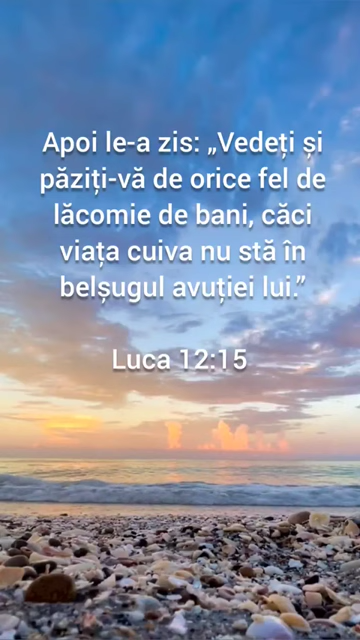 Apoi le-a zis: „Vedeți și
păziți-vă de orice fel de
lăcomie de bani, căci
viața cuiva nu stă în
belșugul avuției lui.”
Luca 12:15